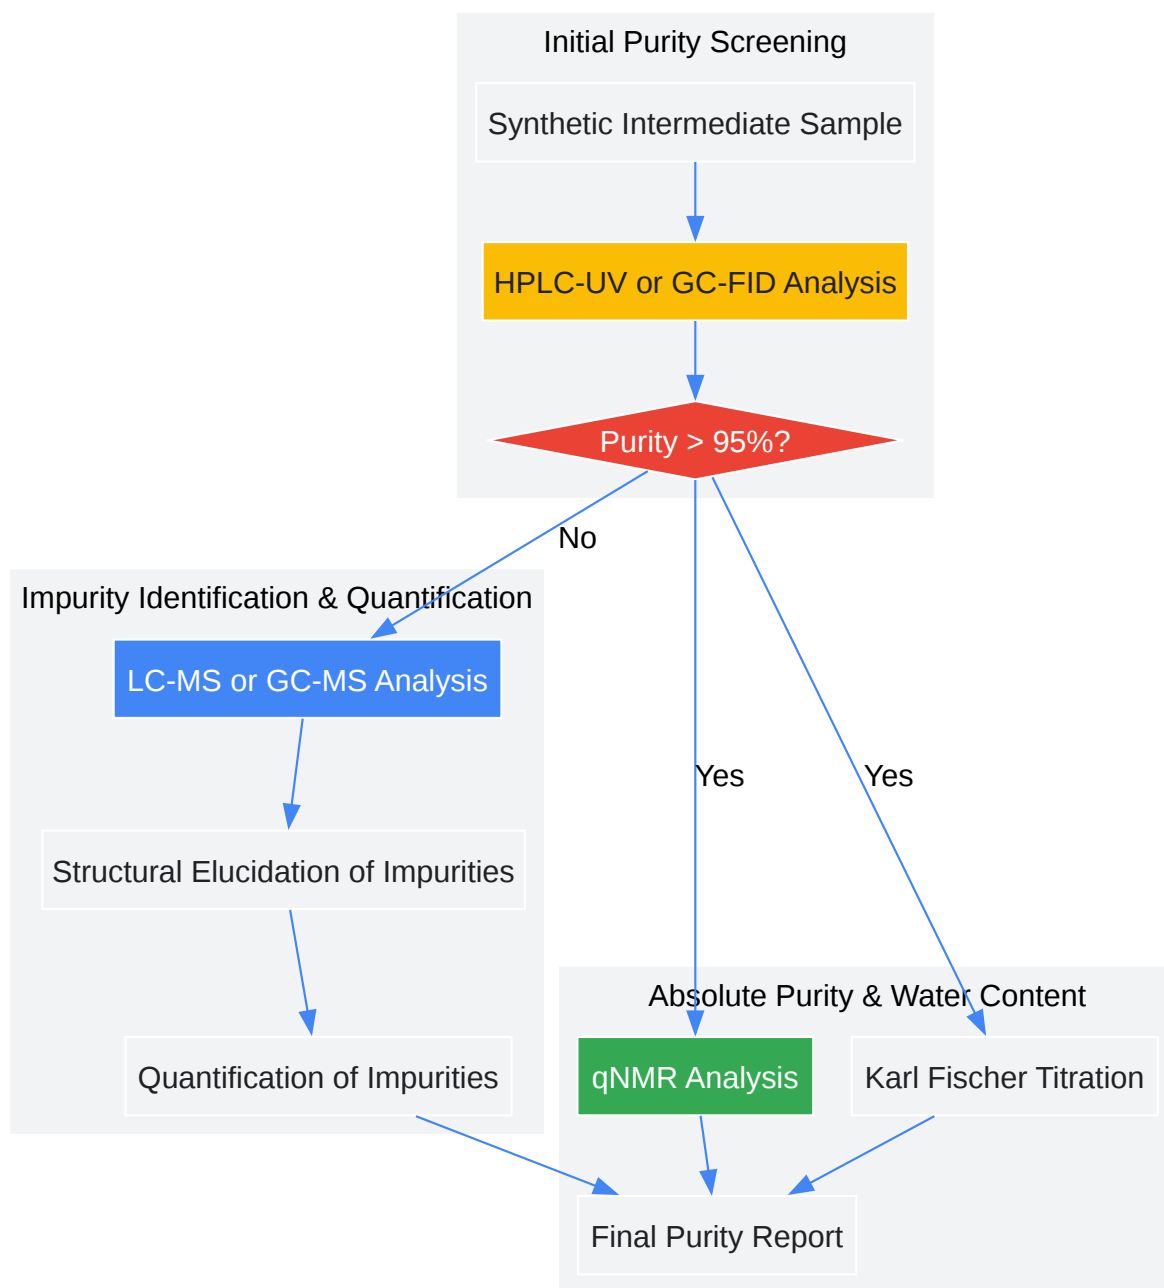 Initial Purity Screening
Synthetic Intermediate Sample
HPLC-UV or GC-FID Analysis
Purity > 95%?
No
Impurity Identification & Quantification
LC-MS or GC-MS Analysis
Yes
Yes
Structural Elucidation of Impurities
Absolute Purity & Water Content
Quantification of Impurities
qNMR Analysis
Karl Fischer Titration
Final Purity Report